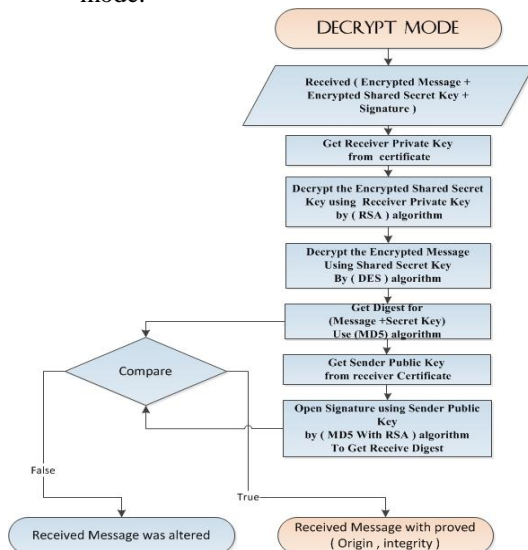 mode.
DECRYPT MODE
Received ( Encrypted Message +
Encrypted Shared Secret Key +
Signature )
Get Receiver Private Key
from certificate
Decrypt the Encrypted Shared Secret
Key using Receiver Private Key
by ( RSA ) algorithm
Decrypt the Encrypted Message
Using Shared Secret Key
By ( DES ) algorithm
Get Digest for
(Message +Secret Key)
Use (MD5) algorithm
Compare
Get Sender Public Key
from receiver Certificate
Open Signature using Sender Public
Key
by ( MD5 With RSA ) algorithm
To Get Receive Digest
False
True
Received Message was altered
Received Message with proved
( Origin , integrity )